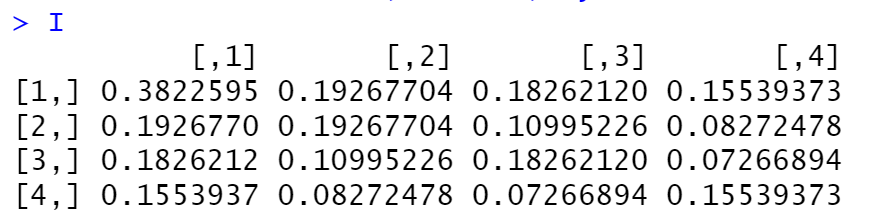 > I
[,1] [,2] [,3] [,4]
[1,] 0.3822595 0.19267704 0.18262120 0.15539373
[2,] 0.1926770 0.19267704 0.10995226 0.08272478
[3,] 0.1826212 0.10995226 0.18262120 0.07266894
[4,] 0.1553937 0.08272478 0.07266894 0.15539373